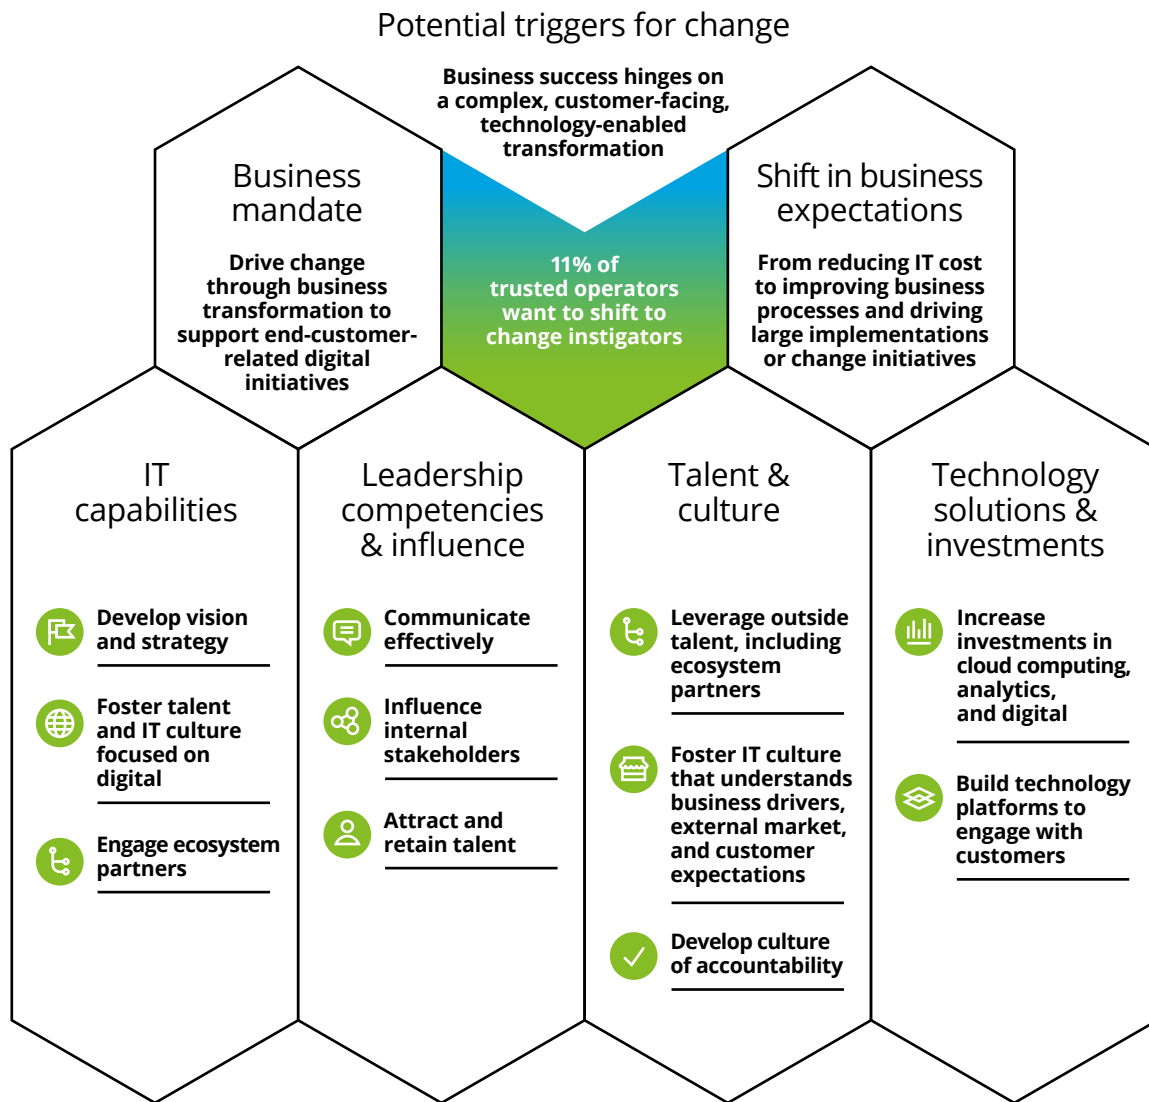 Potential triggers for change
Business success hinges on
a complex, customer-facing,
technology-enabled
transformation
Business
mandate
Drive change
through business
transformation to
support end-customer-
related digital
initiatives
11% of
trusted operators
want to shift to
change instigators
Shift in business
expectations
From reducing IT cost
to improving business
processes and driving
large implementations
or change initiatives
IT
capabilities
Develop vision
and strategy
Foster talent
and IT culture
focused on
digital
Engage ecosystem
partners
Leadership
competencies
& influence
Communicate
effectively
Influence
internal
stakeholders
Attract and
retain talent
Talent &
culture
Leverage outside
talent, including
ecosystem
partners
Foster IT culture
that understands
business drivers,
external market,
and customer
expectations
Develop culture
of accountability
Technology
solutions &
investments
Increase
investments in
cloud computing,
analytics,
and digital
Build technology
platforms to
engage with
customers